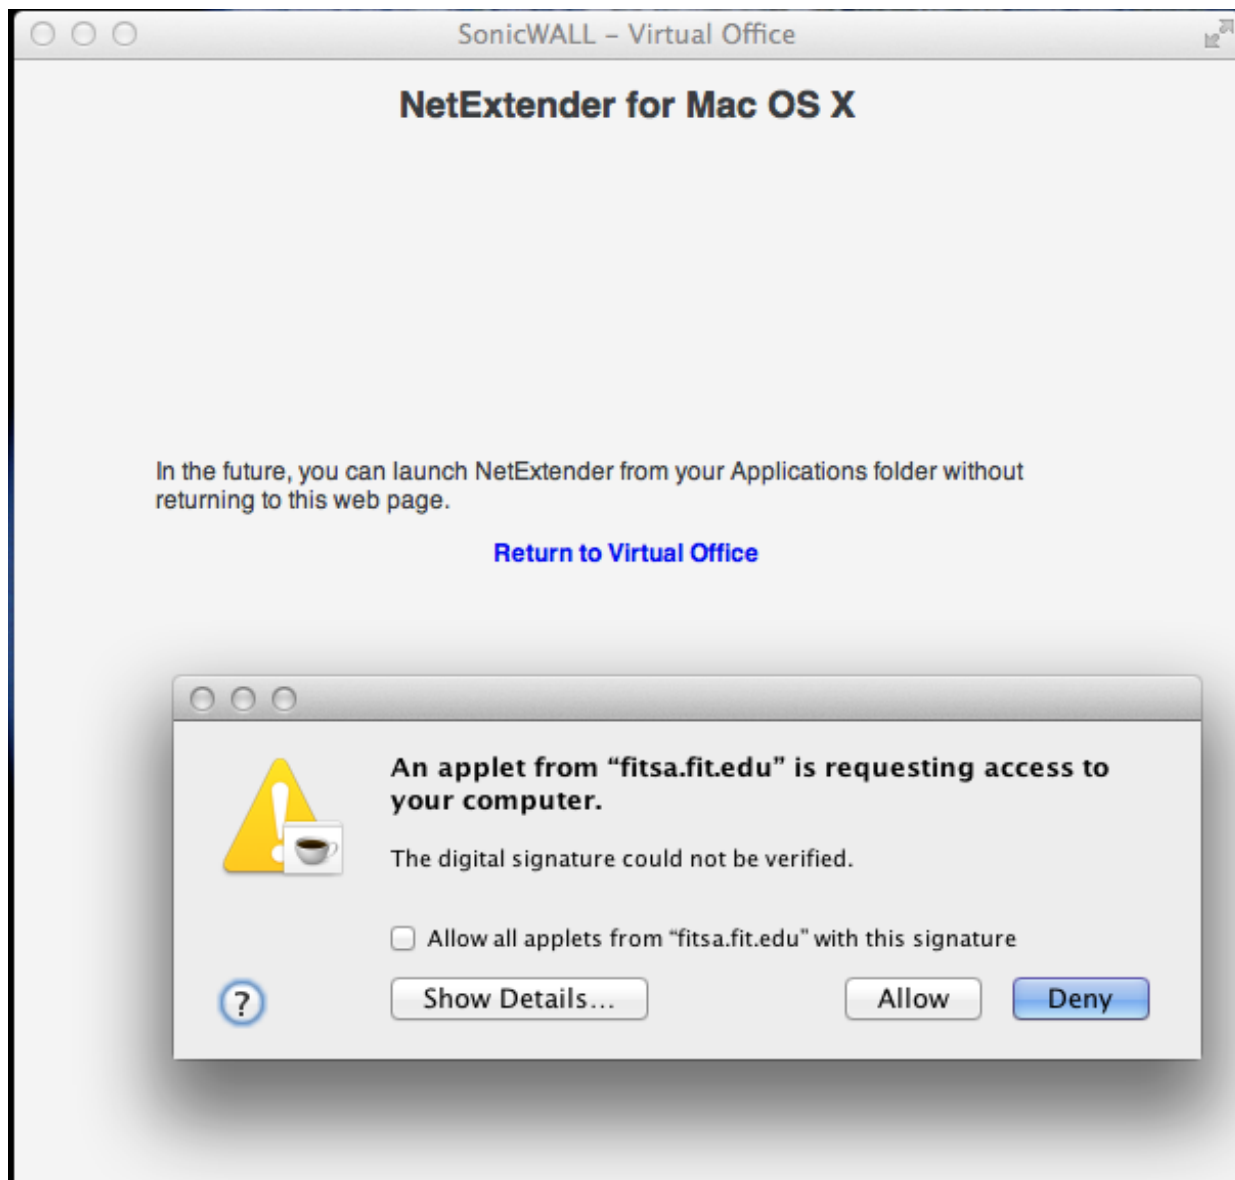 SonicWALL – Virtual Office
NetExtender for Mac OS X
In the future, you can launch NetExtender from your Applications folder without
returning to this web page.
Return to Virtual Office
An applet from “fitsa.fit.edu” is requesting access to
your computer.
The digital signature could not be verified.
Allow all applets from “fitsa.fit.edu” with this signature
?
Show Details...
Allow
Deny